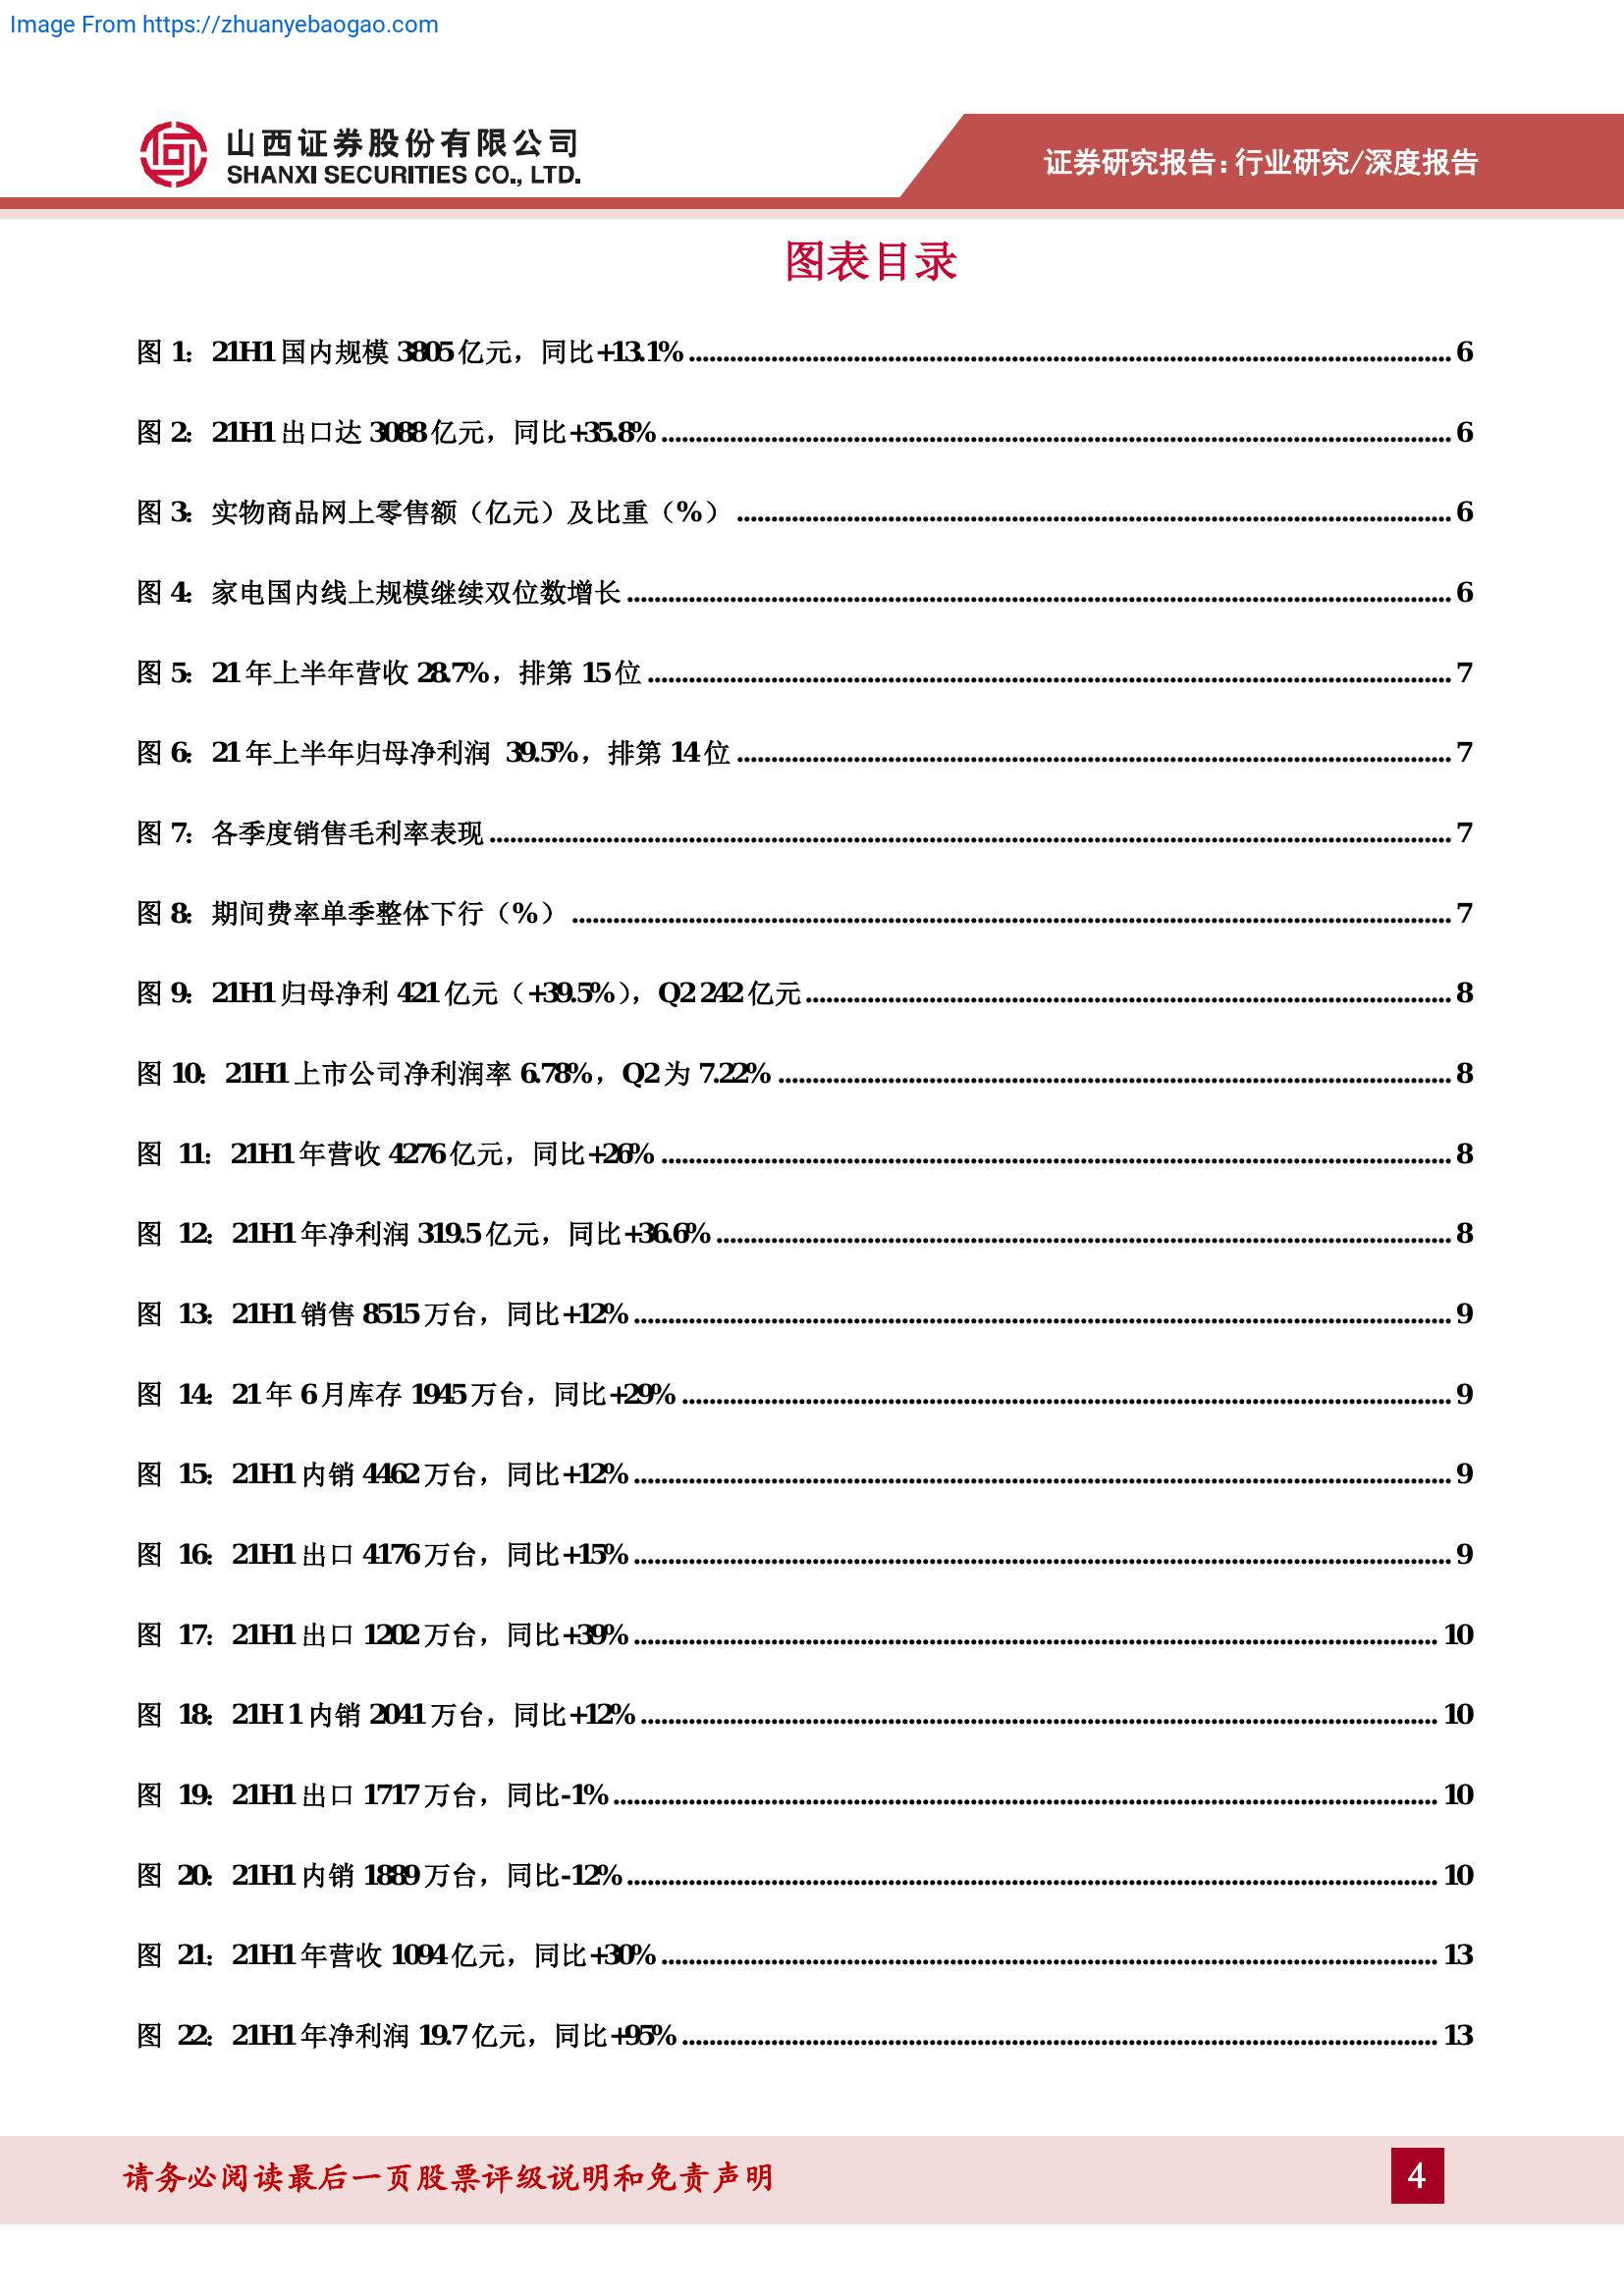 Image From https://zhuanyebaogao.com
山西证券股份有限公司
SHANXI SECURITIES CO., LTD.
证券研究报告：行业研究/深度报告
图表目录
图 1：21H1 国内规模 3805 亿元，同比+13.1%........6
图 2：21H1 出口达 3088 亿元，同比+35.8%........6
图 3：实物商品网上零售额（亿元）及比重（%）........6
图 4：家电国内线上规模继续双位数增长........6
图 5：21 年上半年营收 28.7%，排第 15 位........7
图 6：21 年上半年归母净利润 39.5%，排第 14 位........7
图 7：各季度销售毛利率表现........7
图 8：期间费率单季整体下行（%）........7
图 9：21H1 归母净利 421 亿元（+39.5%），Q2 242 亿元........8
图 10：21H1 上市公司净利润率 6.78%，Q2 为 7.22%........8
图 11：21H1 年营收 4276 亿元，同比+26%........8
图 12：21H1 年净利润 319.5 亿元，同比+36.6%........8
图 13：21H1 销售 8515 万台，同比+12%........9
图 14：21 年 6 月库存 1945 万台，同比+29%........9
图 15：21H1 内销 4462 万台，同比+12%........9
图 16：21H1 出口 4176 万台，同比+15%........9
图 17：21H1 出口 1202 万台，同比+39%........10
图 18：21H 1 内销 2041 万台，同比+12%........10
图 19：21H1 出口 1717 万台，同比-1%........10
图 20：21H1 内销 1889 万台，同比-12%........10
图 21：21H1 年营收 1094 亿元，同比+30%........13
图 22：21H1 年净利润 19.7 亿元，同比+95%........13
请务必阅读最后一页股票评级说明和免责声明
4